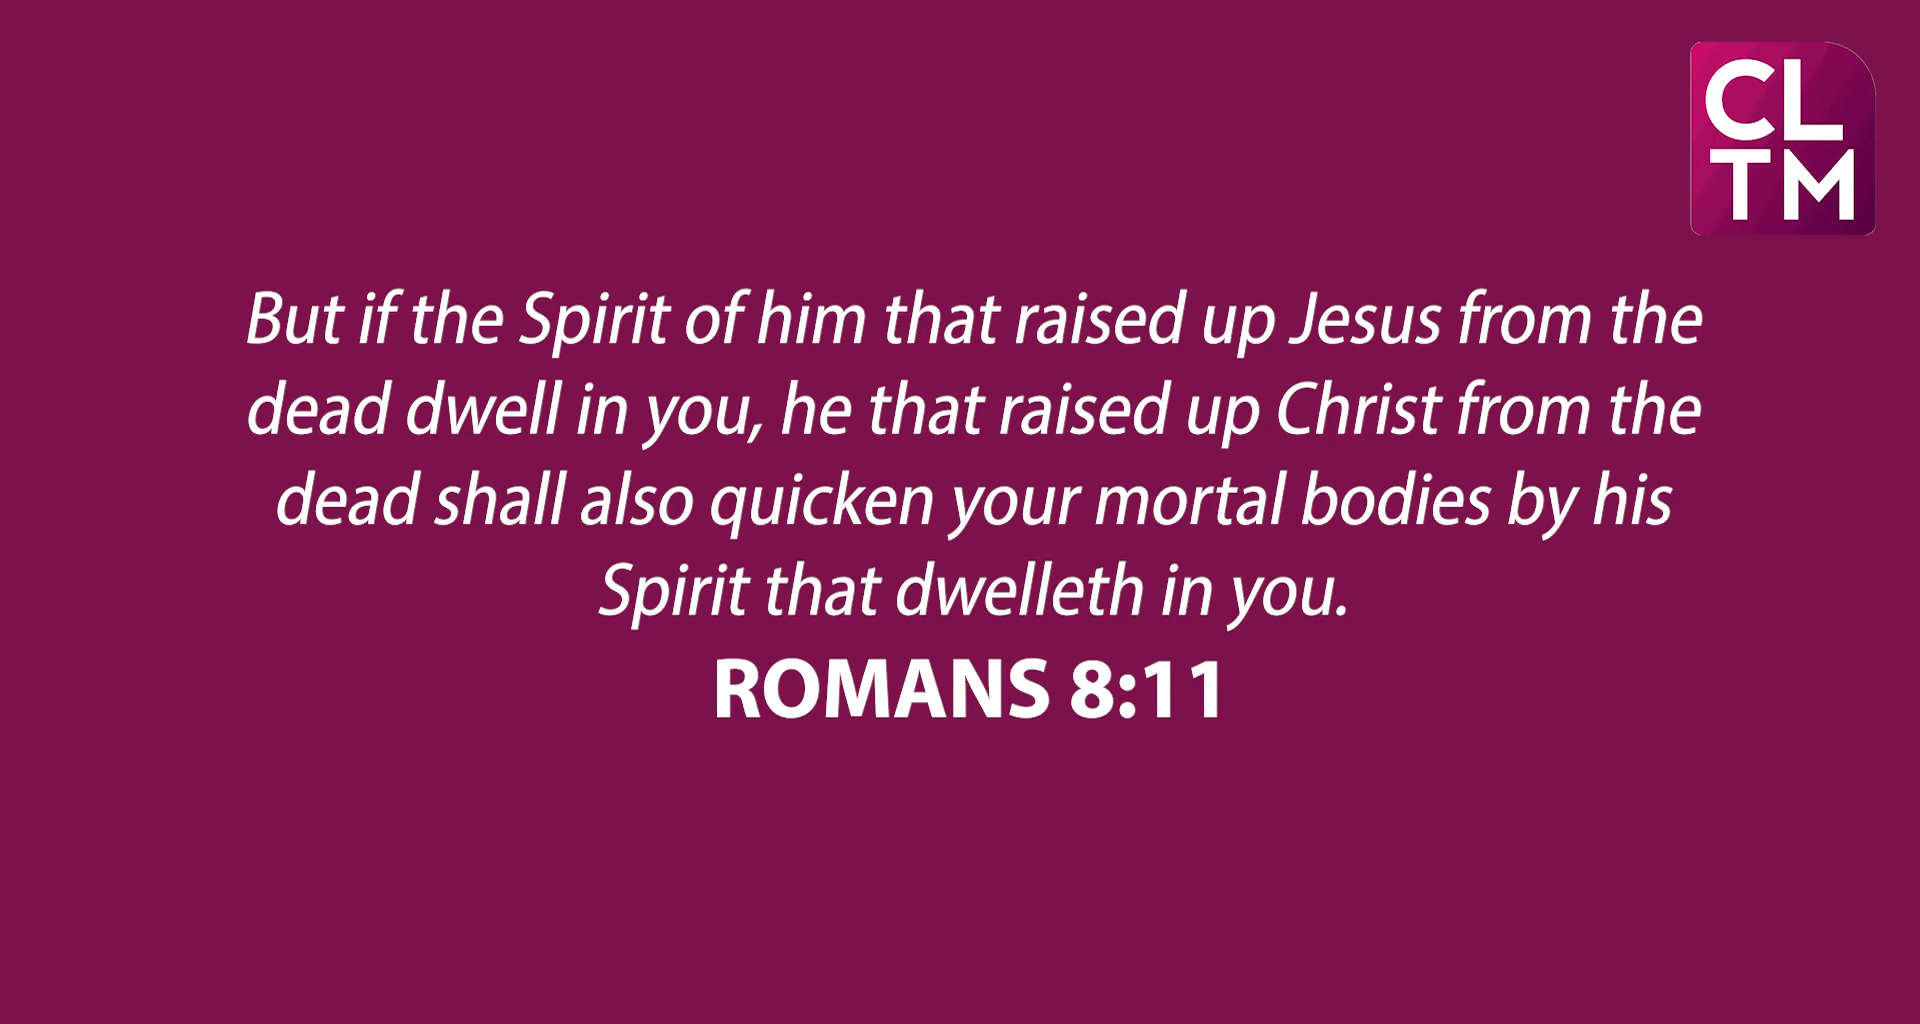 CL
TM
But if the Spirit of him that raised up Jesus from the
dead dwell in you, he that raised up Christ from the
dead shall also quicken your mortal bodies by his
Spirit that dwelleth in you.
ROMANS 8:11